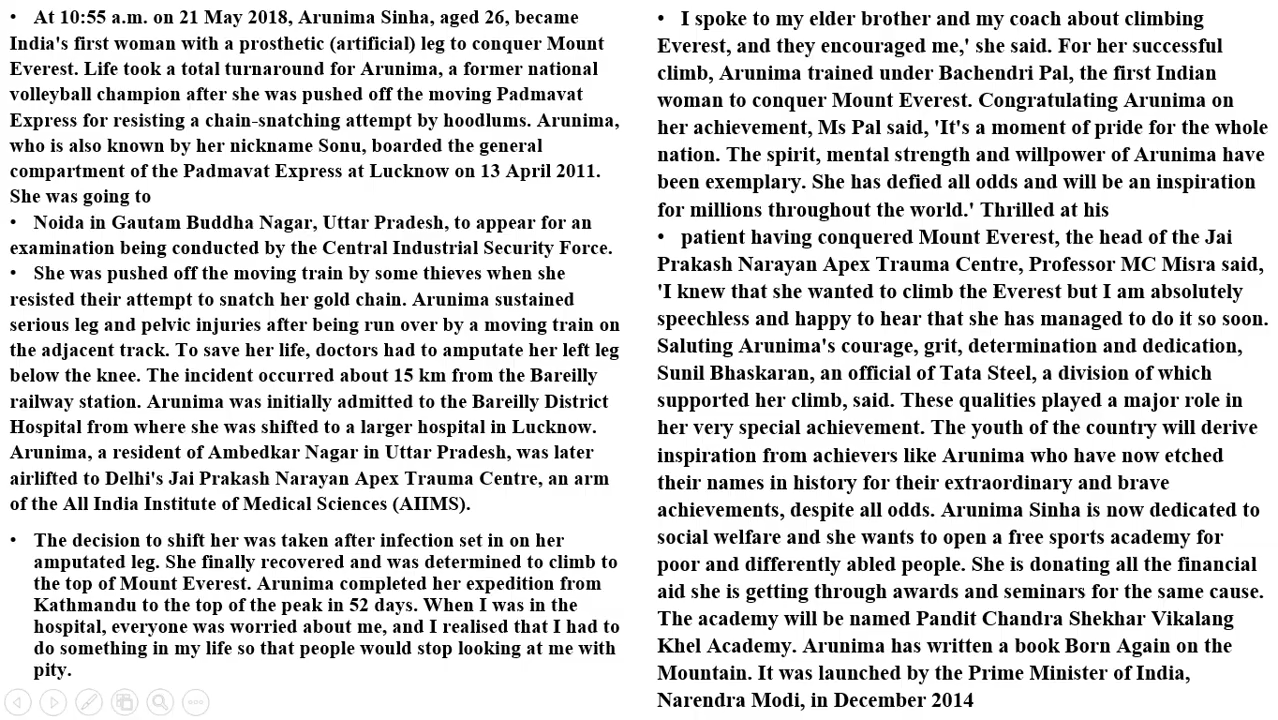 • At 10:55 a.m. on 21 May 2018, Arunima Sinha, aged 26, became
India's first woman with a prosthetic (artificial) leg to conquer Mount
Everest. Life took a total turnaround for Arunima, a former national
volleyball champion after she was pushed off the moving Padmavat
Express for resisting a chain-snatching attempt by hoodlums. Arunima,
who is also known by her nickname Sonu, boarded the general
compartment of the Padmavat Express at Lucknow on 13 April 2011.
She was going to
• Noida in Gautam Buddha Nagar, Uttar Pradesh, to appear for an
examination being conducted by the Central Industrial Security Force.
• She was pushed off the moving train by some thieves when she
resisted their attempt to snatch her gold chain. Arunima sustained
serious leg and pelvic injuries after being run over by a moving train on
the adjacent track. To save her life, doctors had to amputate her left leg
below the knee. The incident occurred about 15 km from the Bareilly
railway station. Arunima was initially admitted to the Bareilly District
Hospital from where she was shifted to a larger hospital in Lucknow.
Arunima, a resident of Ambedkar Nagar in Uttar Pradesh, was later
airlifted to Delhi's Jai Prakash Narayan Apex Trauma Centre, an arm
of the All India Institute of Medical Sciences (AIIMS).
• The decision to shift her was taken after infection set in on her
amputated leg. She finally recovered and was determined to climb to
the top of Mount Everest. Arunima completed her expedition from
Kathmandu to the top of the peak in 52 days. When I was in the
hospital, everyone was worried about me, and I realised that I had to
do something in my life so that people would stop looking at me with
pity.
• I spoke to my elder brother and my coach about climbing
Everest, and they encouraged me,' she said. For her successful
climb, Arunima trained under Bachendri Pal, the first Indian
woman to conquer Mount Everest. Congratulating Arunima on
her achievement, Ms Pal said, 'It's a moment of pride for the whole
nation. The spirit, mental strength and willpower of Arunima have
been exemplary. She has defied all odds and will be an inspiration
for millions throughout the world.' Thrilled at his
• patient having conquered Mount Everest, the head of the Jai
Prakash Narayan Apex Trauma Centre, Professor MC Misra said,
'I knew that she wanted to climb the Everest but I am absolutely
speechless and happy to hear that she has managed to do it so soon.
Saluting Arunima's courage, grit, determination and dedication,
Sunil Bhaskaran, an official of Tata Steel, a division of which
supported her climb, said. These qualities played a major role in
her very special achievement. The youth of the country will derive
inspiration from achievers like Arunima who have now etched
their names in history for their extraordinary and brave
achievements, despite all odds. Arunima Sinha is now dedicated to
social welfare and she wants to open a free sports academy for
poor and differently abled people. She is donating all the financial
aid she is getting through awards and seminars for the same cause.
The academy will be named Pandit Chandra Shekhar Vikalang
Khel Academy. Arunima has written a book Born Again on the
Mountain. It was launched by the Prime Minister of India,
Narendra Modi, in December 2014